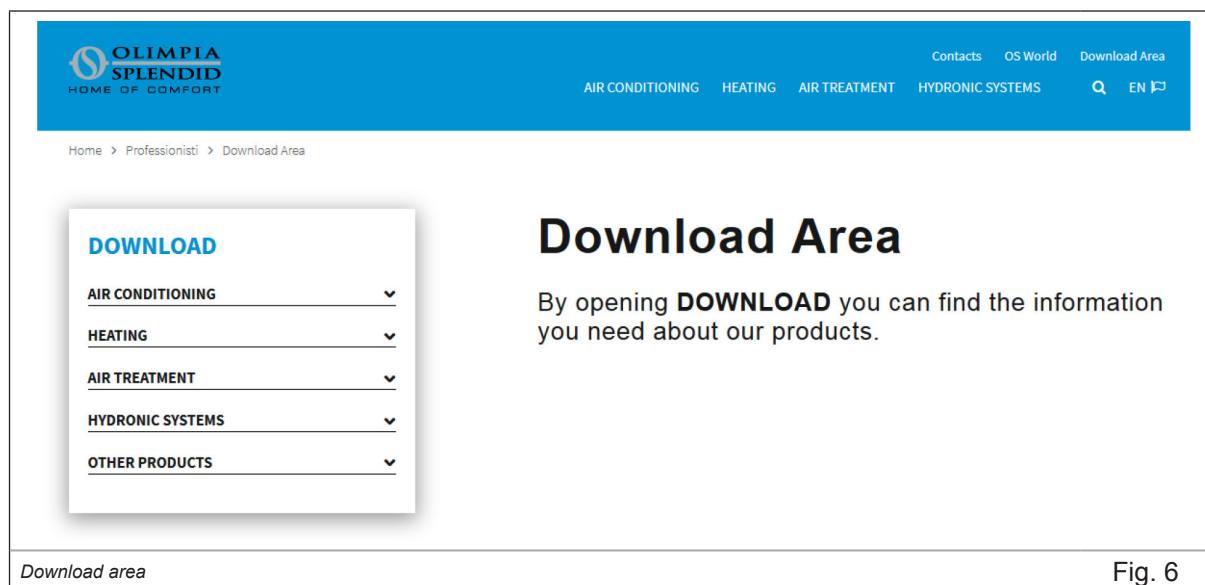 OLIMPIA
SPLENDID
HOME OF COMFORT
Contacts OS World Download Area
AIR CONDITIONING HEATING AIR TREATMENT HYDRONIC SYSTEMS EN
Home > Professionisti > Download Area
DOWNLOAD
AIR CONDITIONING
HEATING
AIR TREATMENT
HYDRONIC SYSTEMS
OTHER PRODUCTS
Download Area
By opening DOWNLOAD you can find the information
you need about our products.
Download area
Fig. 6